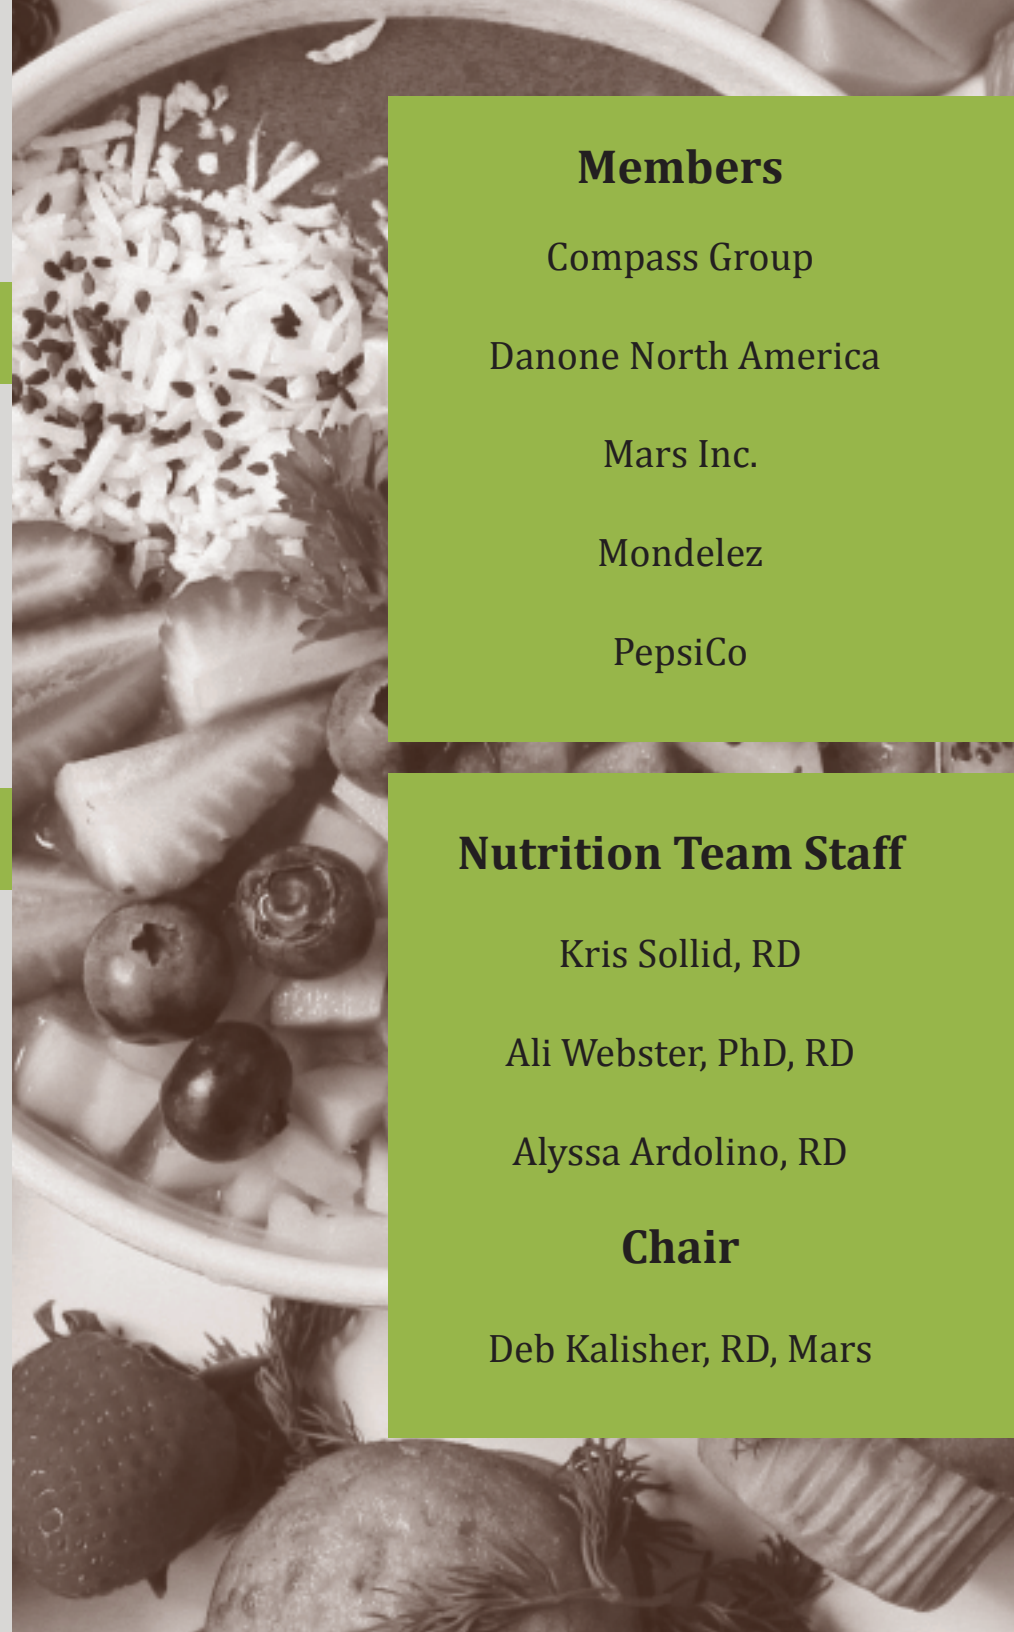 Members
Compass Group
Danone North America
Mars Inc.
Mondelez
PepsiCo
Nutrition Team Staff
Kris Sollid, RD
Ali Webster, PhD, RD
Alyssa Ardolino, RD
Chair
Deb Kalisher, RD, Mars